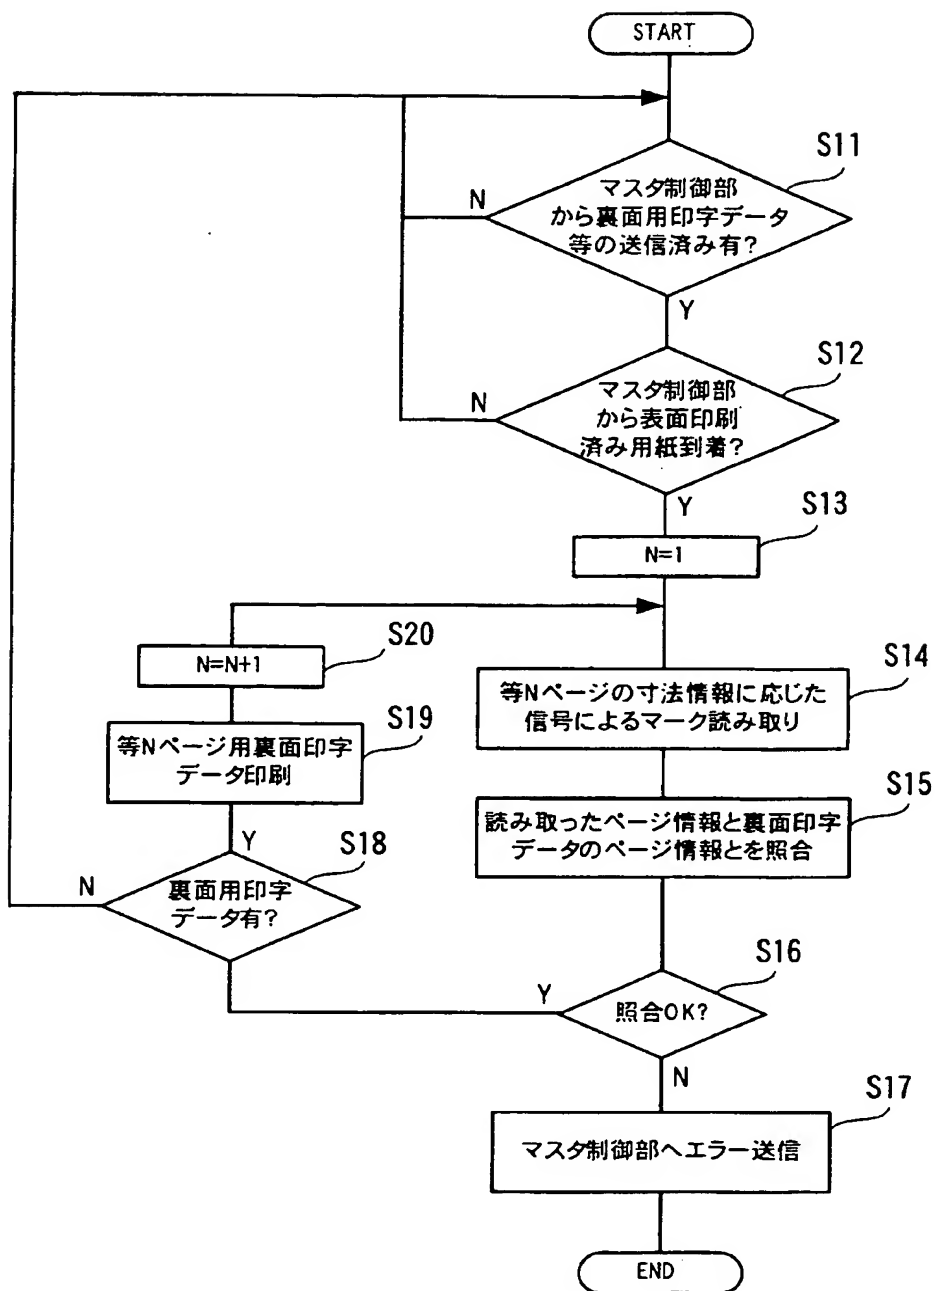 START
S11
マスタ制御部
から裏面用印字データ
等の送信済み有?
N
Y
S12
マスタ制御部
から表面印刷
済み用紙到着?
N
Y
S13
N=1
S20
N=N+1
S14
等Nページの寸法情報に応じた
信号によるマーク読み取り
S19
等Nページ用裏面印字
データ印刷
S15
読み取ったページ情報と裏面印字
データのページ情報とを照合
Y
S18
N
裏面用印字
データ有?
S16
Y
照合OK?
N
S17
マスタ制御部へエラー送信
END